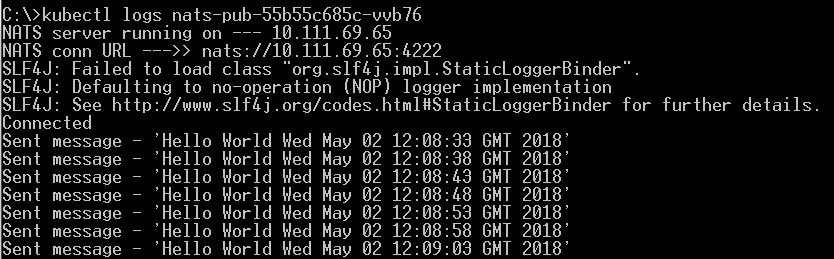 C:\>kubectl logs nats-pub-55b55c685c-vvb76
NATS server running on --- 10.111.69.65
NATS conn URL --->> nats://10.111.69.65:4222
SLF4J: Failed to load class "org.slf4j.impl.StaticLoggerBinder".
SLF4J: Defaulting to no-operation (NOP) logger implementation
SLF4J: See http://www.slf4j.org/codes.html#StaticLoggerBinder for further details.
Connected
Sent message - 'Hello World Wed May 02 12:08:33 GMT 2018'
Sent message - 'Hello World Wed May 02 12:08:38 GMT 2018'
Sent message - 'Hello World Wed May 02 12:08:43 GMT 2018'
Sent message - 'Hello World Wed May 02 12:08:48 GMT 2018'
Sent message - 'Hello World Wed May 02 12:08:53 GMT 2018'
Sent message - 'Hello World Wed May 02 12:08:58 GMT 2018'
Sent message - 'Hello World Wed May 02 12:09:03 GMT 2018'